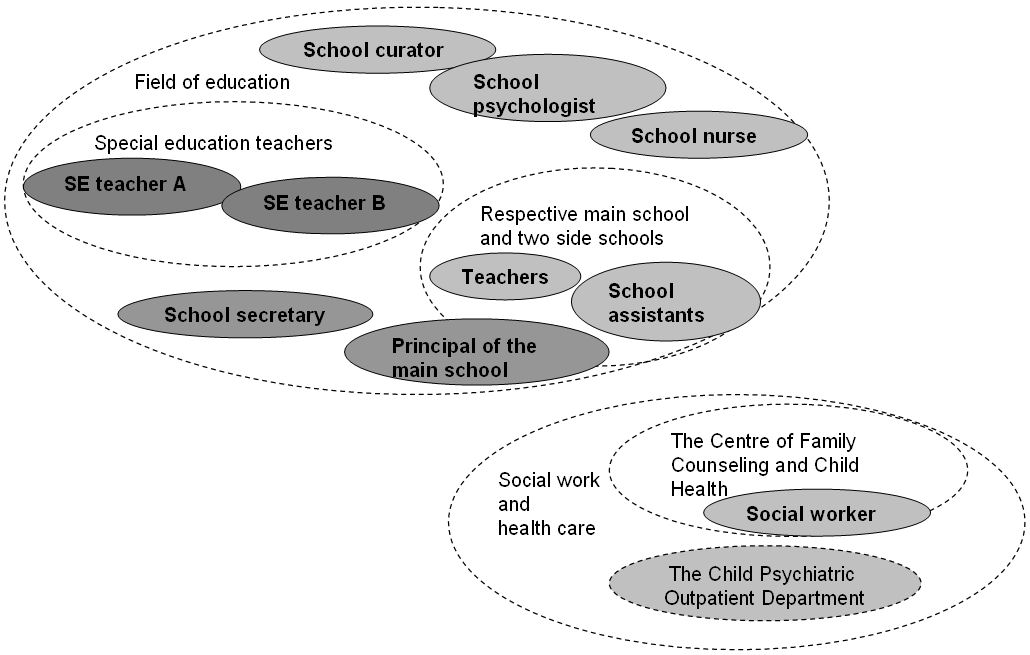 School curator
Field of education
School
psychologist
School nurse
Special education teachers
SE teacher A
SE teacher B
Respective main school
and two side schools
Teachers
School
assistants
School secretary
Principal of the
main school
The Centre of Family
Counseling and Child
Health
Social work
and
health care
Social worker
The Child Psychiatric
Outpatient Department